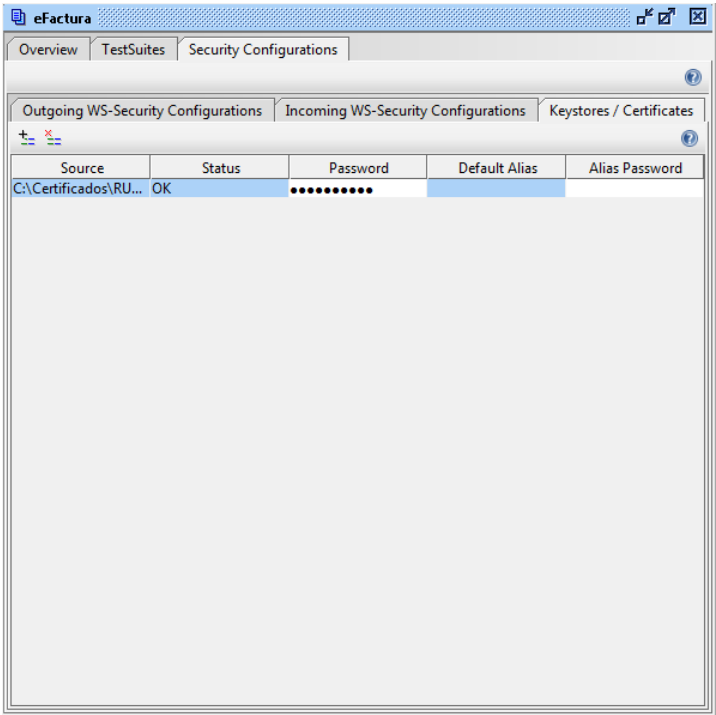 eFactura
Overview TestSuites Security Configurations
Outgoing WS-Security Configurations Incoming WS-Security Configurations Keystores / Certificates
Source Status Password Default Alias Alias Password
C:\Certificados\RU... OK ●●●●●●●●●●